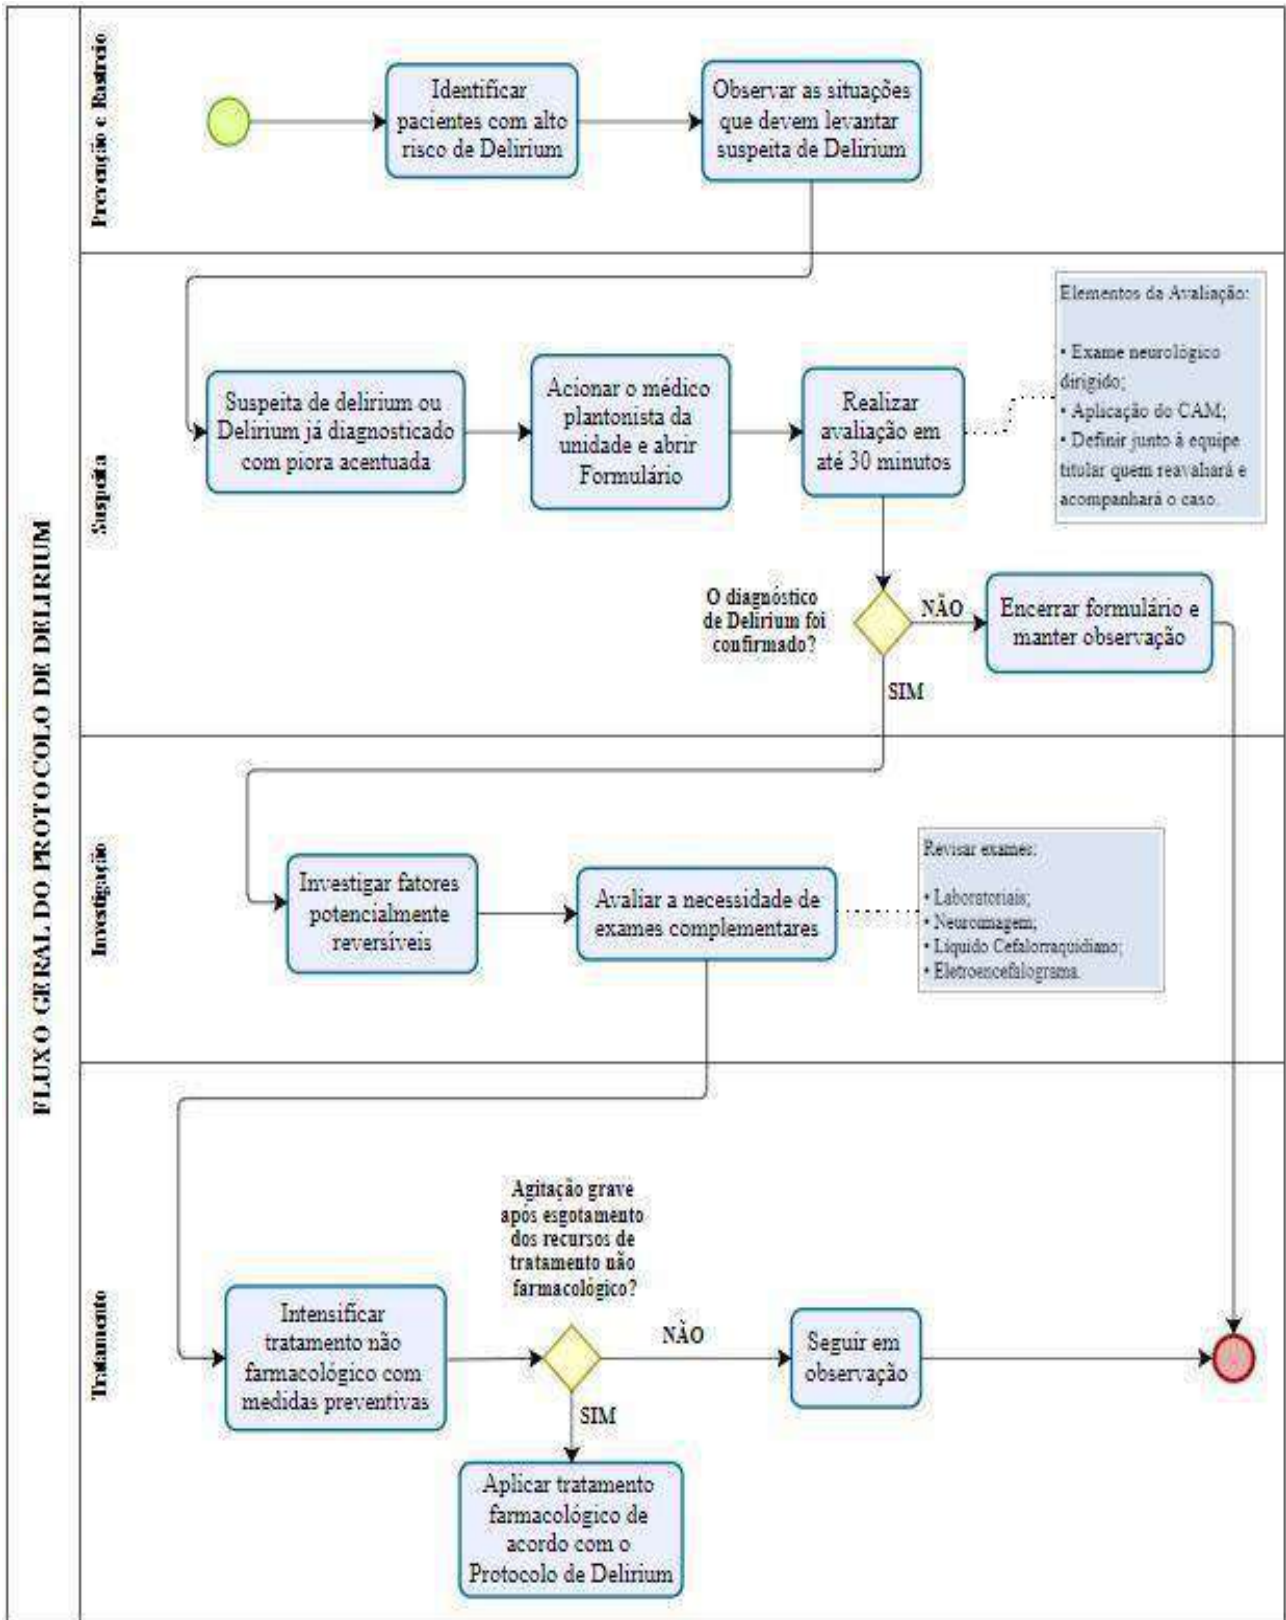 FLUXO GERAL DO PROTOCOLO DE DELIRIUM
Prevenção e Rastreio
Identificar
pacientes com alto
risco de Delirium
Observar as situações
que devem levantar
suspeita de Delirium
Suspeita
Suspeita de delirium ou
Delirium já diagnosticado
com piora acentuada
Acionar o médico
plantonista da
unidade e abrir
Formulário
Realizar
avaliação em
até 30 minutos
Elementos da Avaliação:
• Exame neurológico
dirigido;
• Aplicação do CAM;
• Definir junto à equipe
titular quem reavaliará e
acompanhará o caso.
O diagnóstico
de Delirium foi
confirmado?
NÃO
Encerrar formulário e
manter observação
SIM
Investigação
Investigar fatores
potencialmente
reversíveis
Avaliar a necessidade de
exames complementares
Revisar exames:
• Laboratoriais;
• Neuroimagem;
• Líquido Cefalorraquidiano;
• Eletroencefalograma.
Tratamento
Intensificar
tratamento não
farmacológico com
medidas preventivas
Agitação grave
após esgotamento
dos recursos de
tratamento não
farmacológico?
NÃO
Seguir em
observação
SIM
Aplicar tratamento
farmacológico de
acordo com o
Protocolo de Delirium